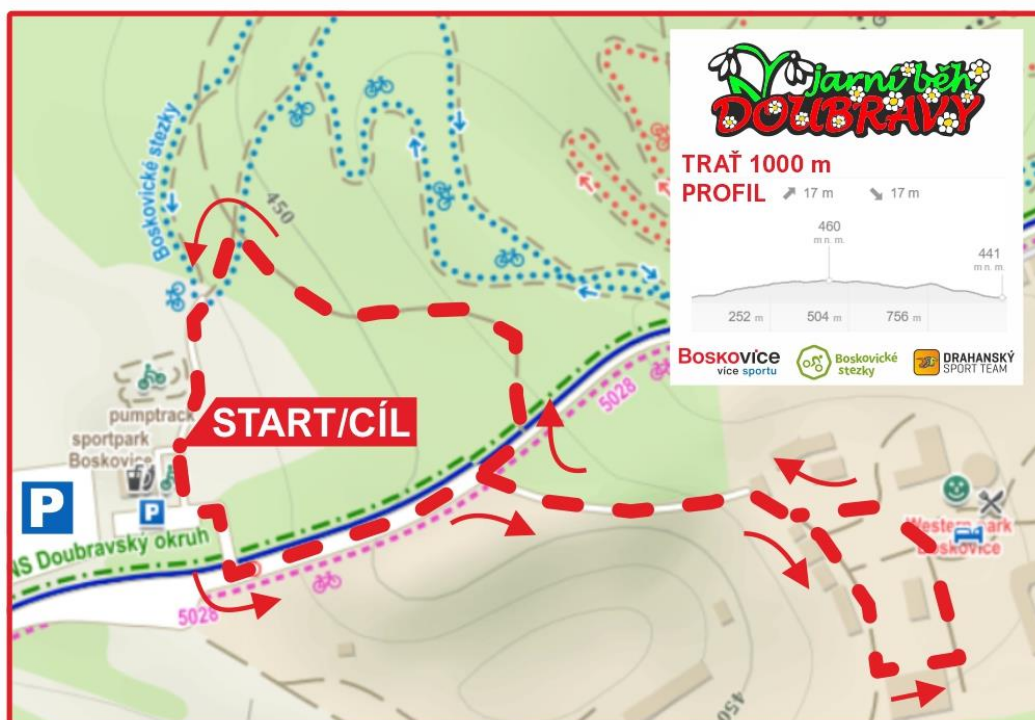 jarní běh
DOUBRAVY
TRAŤ 1000 m
PROFIL 17 m 17 m
460
m n. m.
441
m n. m.
252 m 504 m 756 m
BOSKOVICE
více sportu
Boskovické
stezky
DRAHANSKÝ
SPORT TEAM
Boskovické stezky
450
pumptrack
sportpark
Boskovice
START/CÍL
P
P
NS Doubravský okruh
5028
5028
Western park
Boskovice
450